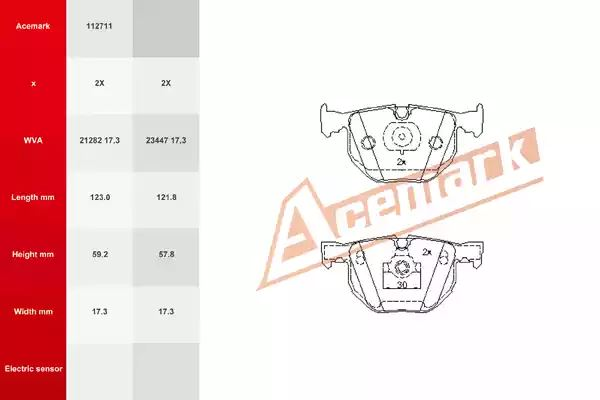 Acemark 112711
x 2X 2X
WVA 21282 17,3 23447 17,3
Length mm 123.0 121.8
Height mm 59.2 57.8
Width mm 17.3 17.3
Electric sensor
2x
Acemark
2x
30